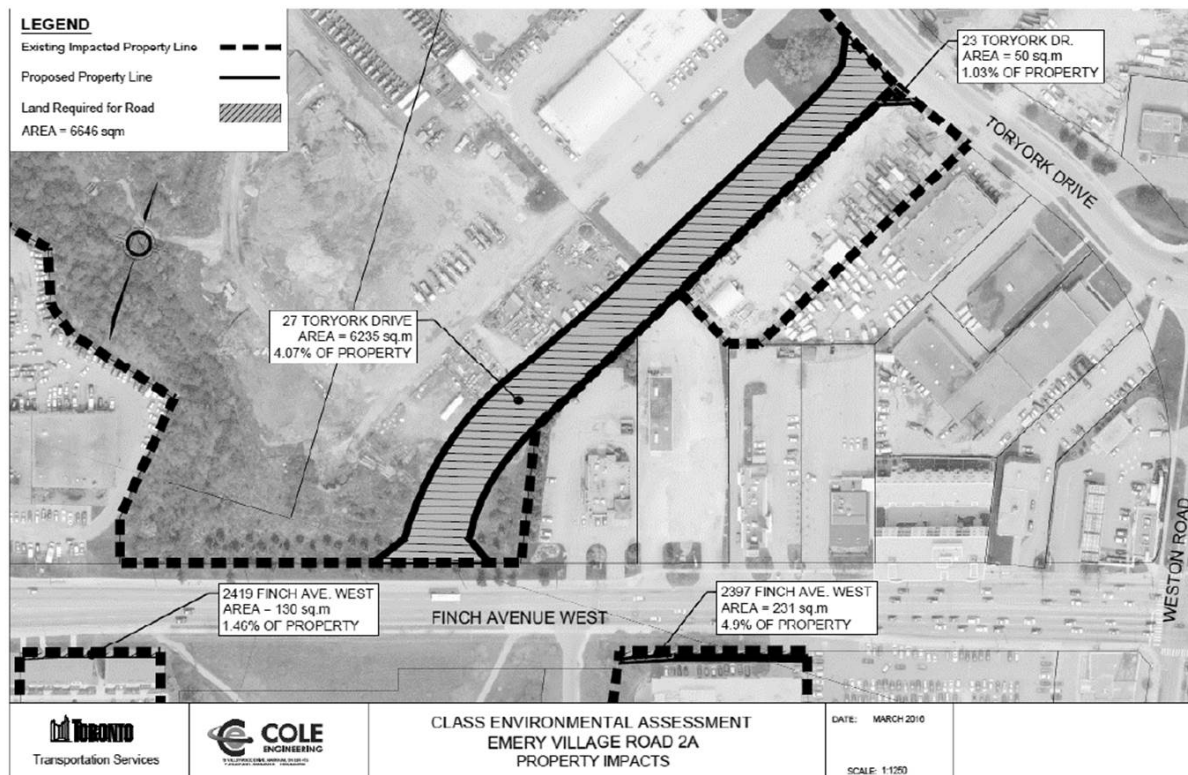 LEGEND
Existing Impacted Property Line
Proposed Property Line
Land Required for Road
AREA = 6646 sqm
23 TORYORK DR.
AREA = 50 sq.m
1.03% OF PROPERTY
TORYORK DRIVE
27 TORYORK DRIVE
AREA = 6235 sq.m
4.07% OF PROPERTY
WESTON ROAD
2419 FINCH AVE. WEST
AREA = 130 sq.m
1.46% OF PROPERTY
FINCH AVENUE WEST
2397 FINCH AVE. WEST
AREA = 231 sq.m
4.9% OF PROPERTY
TORONTO
Transportation Services
COLE
ENGINEERING
CLASS ENVIRONMENTAL ASSESSMENT
EMERY VILLAGE ROAD 2A
PROPERTY IMPACTS
DATE: MARCH 2016
SCALE: 1:1250